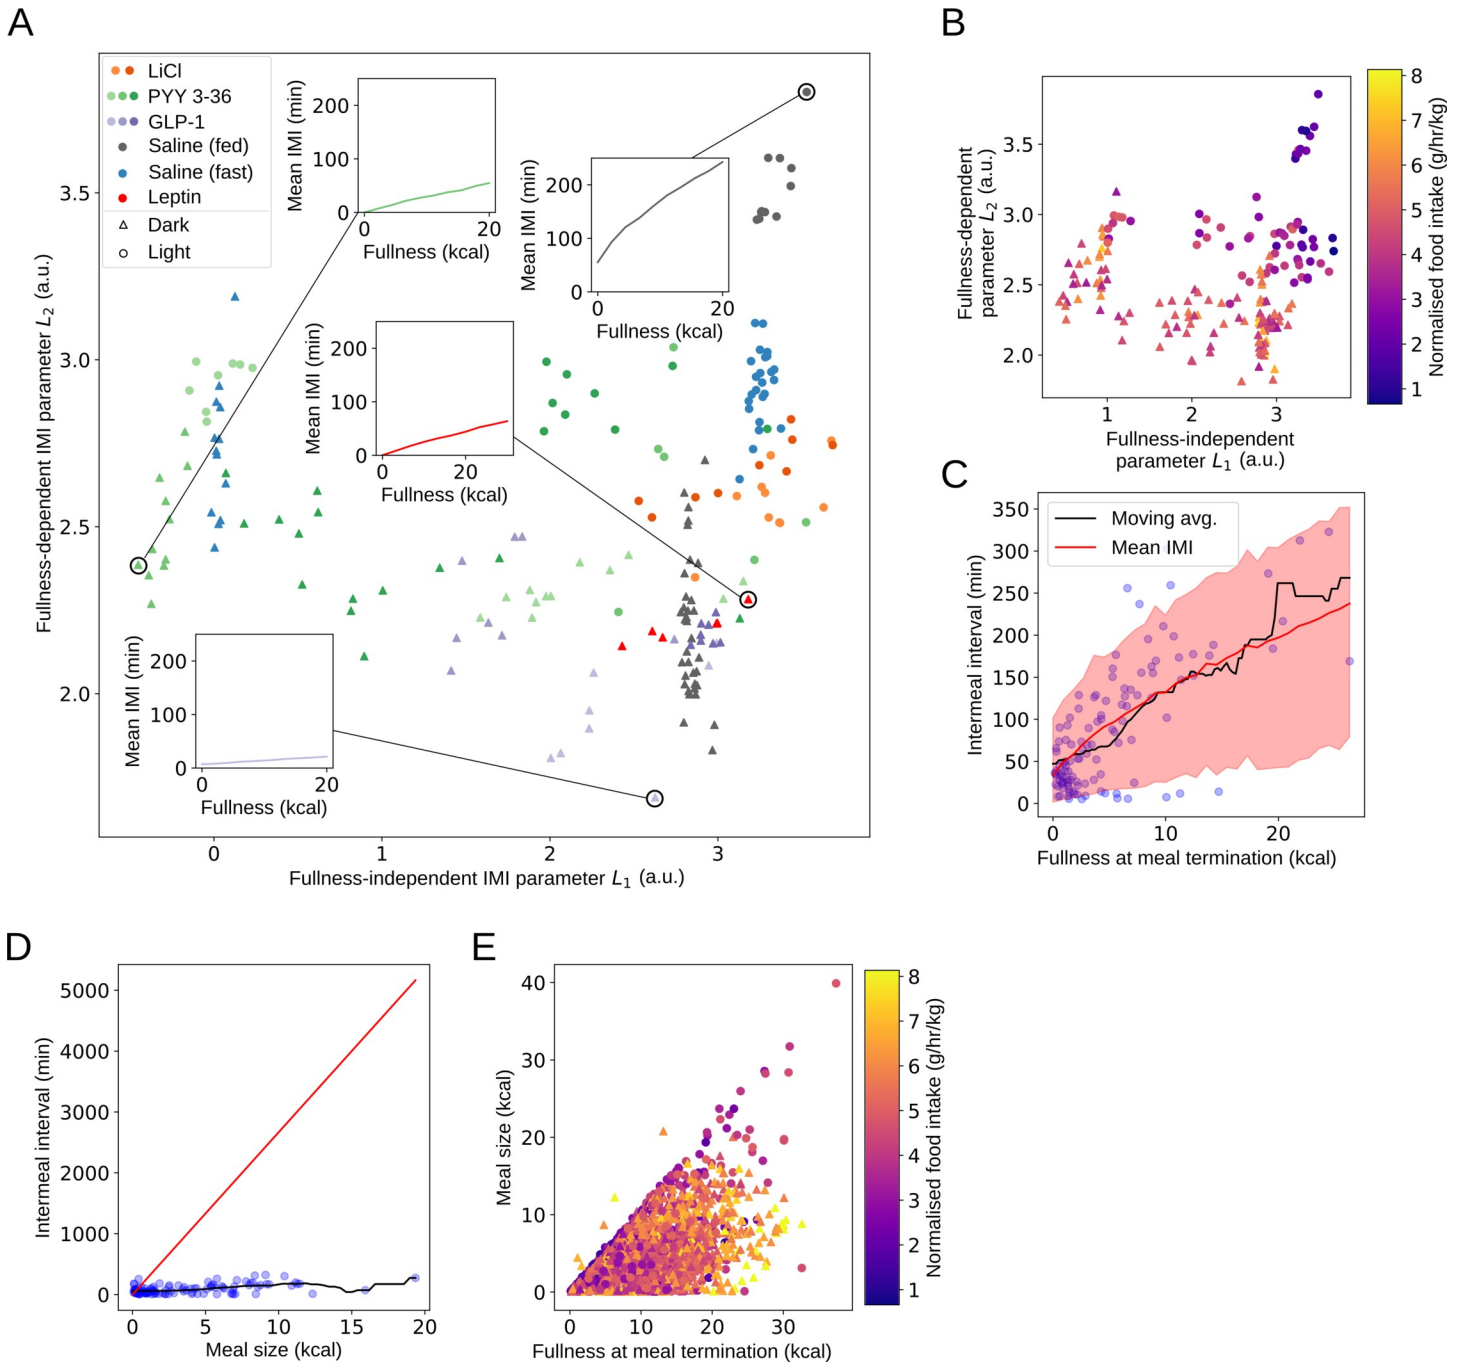 A
LiCl
PYY 3-36
GLP-1
Saline (fed)
Saline (fast)
Leptin
Dark
Light
Mean IMI (min)
200
100
0
0
20
Fullness (kcal)
Mean IMI (min)
200
100
0
0
20
Fullness (kcal)
Mean IMI (min)
200
100
0
0
20
Fullness (kcal)
Mean IMI (min)
200
100
0
0
20
Fullness (kcal)
Fullness-dependent IMI parameter L2 (a.u.)
3.5
3.0
2.5
2.0
0
1
2
3
Fullness-independent IMI parameter L1 (a.u.)
B
Fullness-dependent
parameter L2 (a.u.)
3.5
3.0
2.5
2.0
1
2
3
Fullness-independent
parameter L1 (a.u.)
8
7
6
5
4
3
2
1
Normalised food intake (g/hr/kg)
C
Moving avg.
Mean IMI
Intermeal interval (min)
350
300
250
200
150
100
50
0
0
10
20
Fullness at meal termination (kcal)
D
Intermeal interval (min)
5000
4000
3000
2000
1000
0
0
5
10
15
20
Meal size (kcal)
E
Meal size (kcal)
40
30
20
10
0
0
10
20
30
Fullness at meal termination (kcal)
8
7
6
5
4
3
2
1
Normalised food intake (g/hr/kg)